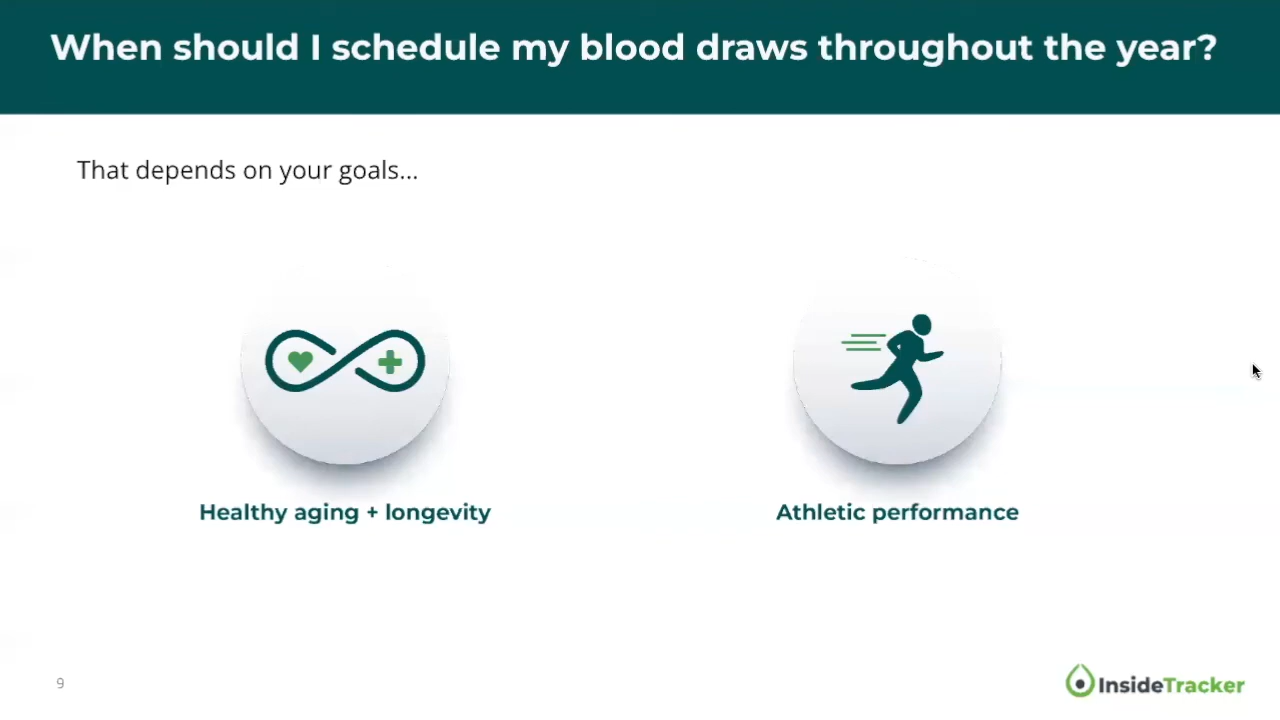 When should I schedule my blood draws throughout the year?
That depends on your goals...
Healthy aging + longevity
Athletic performance
9
InsideTracker